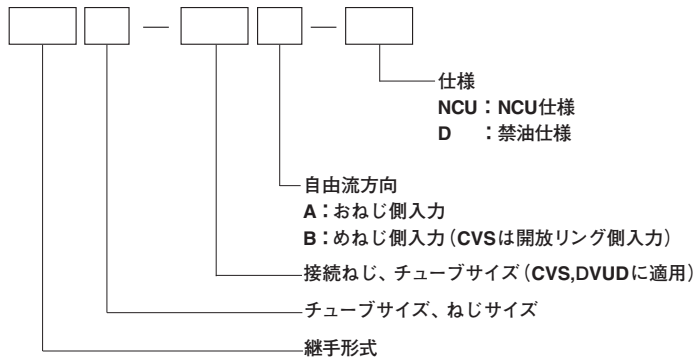 仕様
NCU：NCU仕様
D　：禁油仕様
自由流方向
A：おねじ側入力
B：めねじ側入力（CVSは開放リング側入力）
接続ねじ、チューブサイズ（CVS,DVUDに適用）
チューブサイズ、ねじサイズ
継手形式